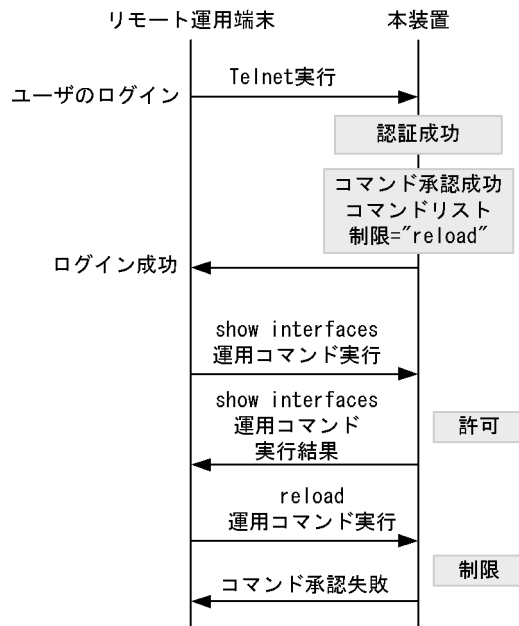 リモート運用端末
本装置
Telnet実行
ユーザのログイン
認証成功
コマンド承認成功
コマンドリスト
制限="reload"
ログイン成功
show interfaces
運用コマンド実行
show interfaces
運用コマンド
実行結果
許可
reload
運用コマンド実行
制限
コマンド承認失敗